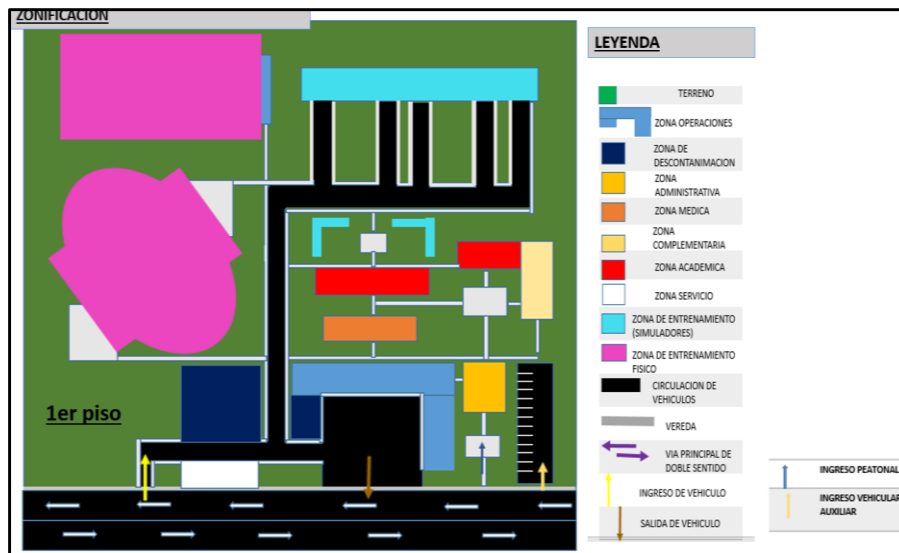 ZONIFICACION
LEYENDA
TERRENO
ZONA OPERACIONES
ZONA DE
DESCONTANIMACION
ZONA
ADMINISTRATIVA
ZONA MEDICA
ZONA
COMPLEMENTARIA
ZONA ACADEMICA
ZONA SERVICIO
ZONA DE ENTRENAMIENTO
(SIMULADORES)
ZONA DE ENTRENAMIENTO
FISICO
CIRCULACION DE
VEHICULOS
VEREDA
VIA PRINCIPAL DE
DOBLE SENTIDO
INGRESO DE VEHICULO
SALIDA DE VEHICULO
INGRESO PEATONAL
INGRESO VEHICULAR
AUXILIAR
1er piso